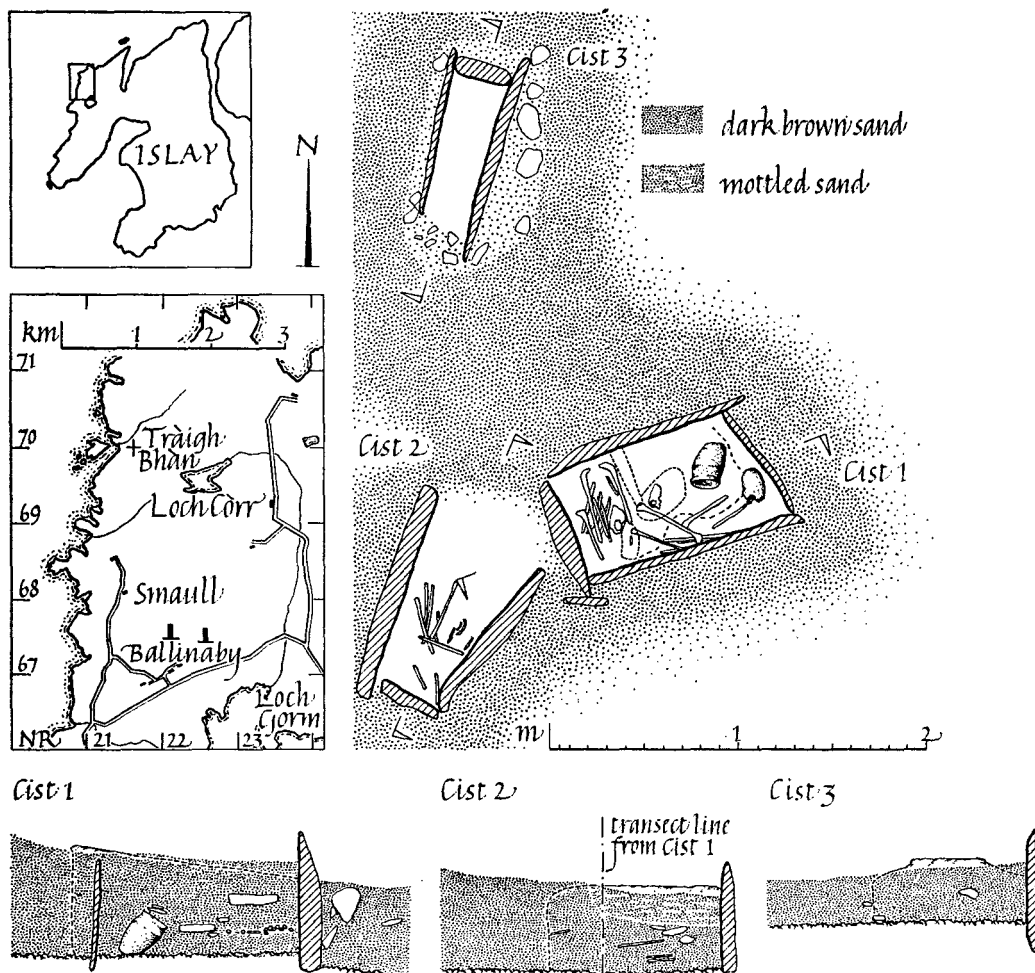 ISLAY
N
Cist 3
dark brown sand
mottled sand
km 1 2 3
71
70
69
68
67
Tràigh
Bhàn
Loch Corr
Smaull
Ballinaby
Loch
Gorm
NR 21 22 23
Cist 2
Cist 1
m 1 2
Cist 1
Cist 2
transect line
from Cist 1
Cist 3